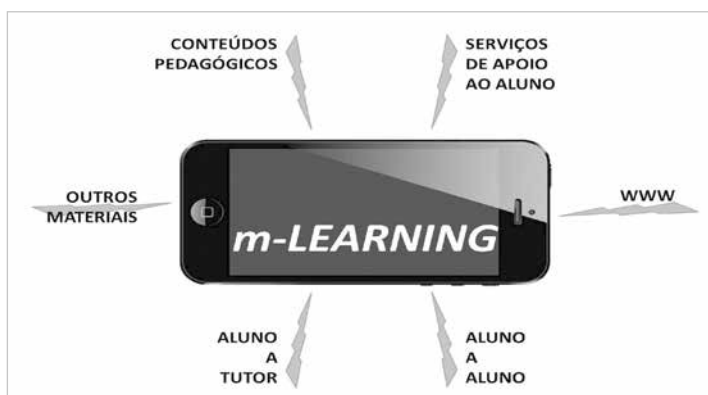 CONTEÚDOS
PEDAGÓGICOS
SERVIÇOS
DE APOIO
AO ALUNO
OUTROS
MATERIAIS
WWW
m-LEARNING
ALUNO
A
TUTOR
ALUNO
A
ALUNO